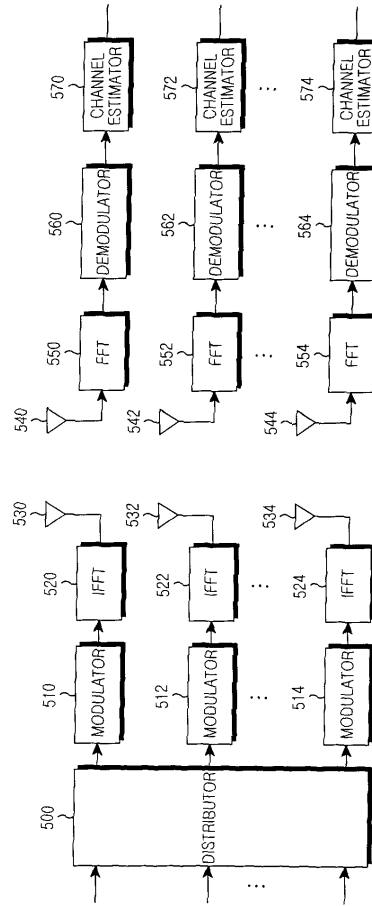 500
DISTRIBUTOR
510
MODULATOR
520
IFFT
530
512
MODULATOR
522
IFFT
532
...
...
...
514
MODULATOR
524
IFFT
534
540
550
FFT
560
DEMODULATOR
570
CHANNEL
ESTIMATOR
542
552
FFT
562
DEMODULATOR
572
CHANNEL
ESTIMATOR
...
...
...
544
554
FFT
564
DEMODULATOR
574
CHANNEL
ESTIMATOR